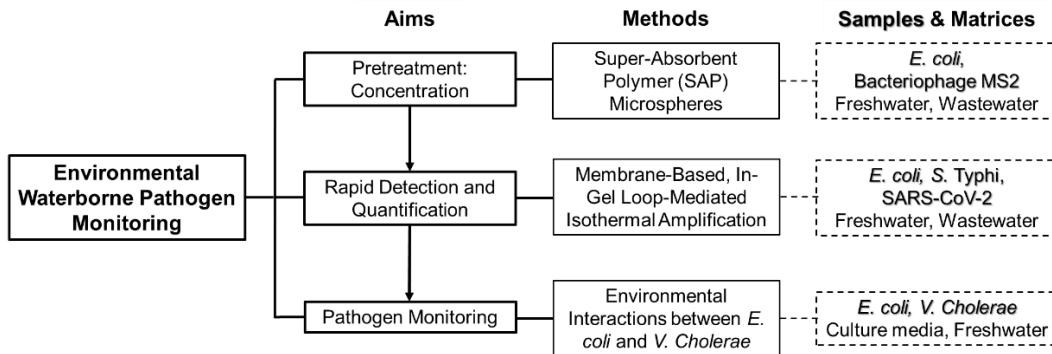 Aims
Methods
Samples & Matrices
Environmental
Waterborne Pathogen
Monitoring
Pretreatment:
Concentration
Super-Absorbent
Polymer (SAP)
Microspheres
E. coli,
Bacteriophage MS2
Freshwater, Wastewater
Rapid Detection and
Quantification
Membrane-Based, In-
Gel Loop-Mediated
Isothermal Amplification
E. coli, S. Typhi,
SARS-CoV-2
Freshwater, Wastewater
Pathogen Monitoring
Environmental
Interactions between E.
coli and V. Cholerae
E. coli, V. Cholerae
Culture media, Freshwater